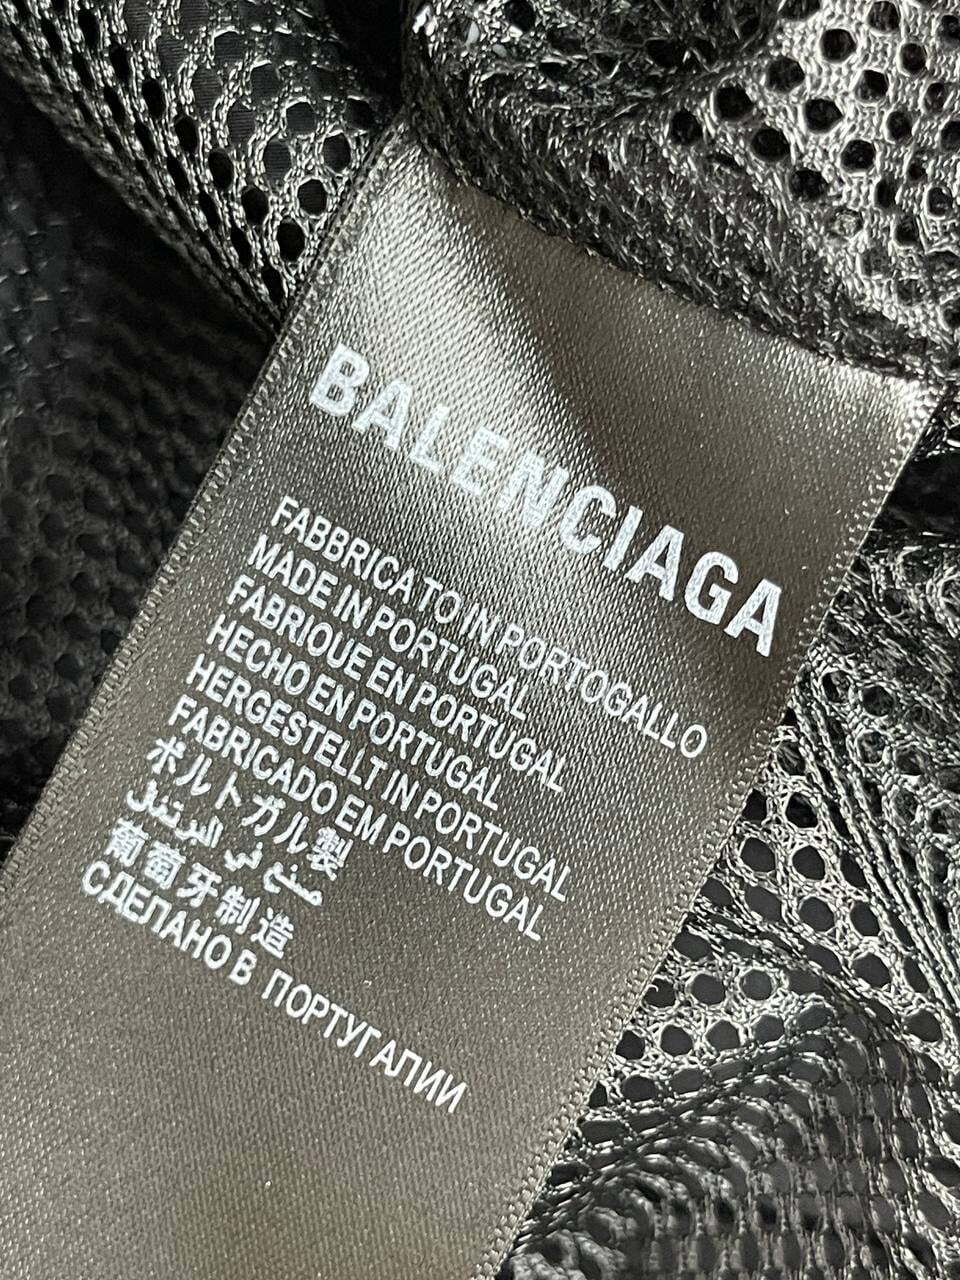 BALENCIAGA
FABBRICATO IN PORTOGALLO
MADE IN PORTUGAL
FABRIQUE EN PORTUGAL
HECHO EN PORTUGAL
HERGESTELLT IN PORTUGAL
FABRICADO EM PORTUGAL
ポルトガル製
صنع في البرتغال
葡萄牙制造
СДЕЛАНО В ПОРТУГАЛИИ